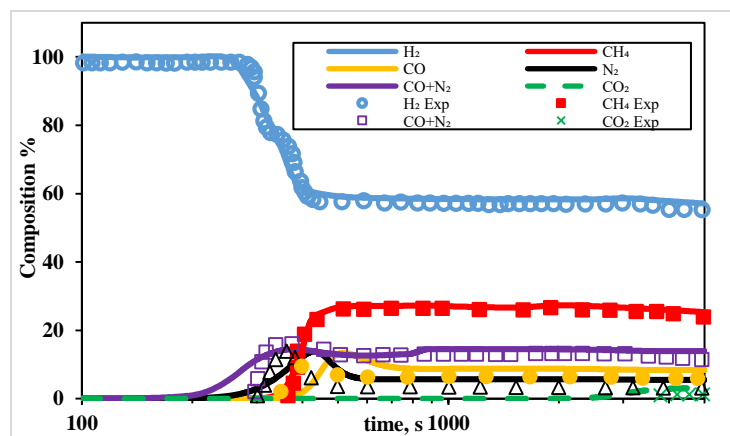 100
80
60
40
20
0
Composition %
H₂ CH₄
CO N₂
CO+N₂ CO₂
H₂ Exp CH₄ Exp
CO+N₂ CO₂ Exp
100 time, s 1000